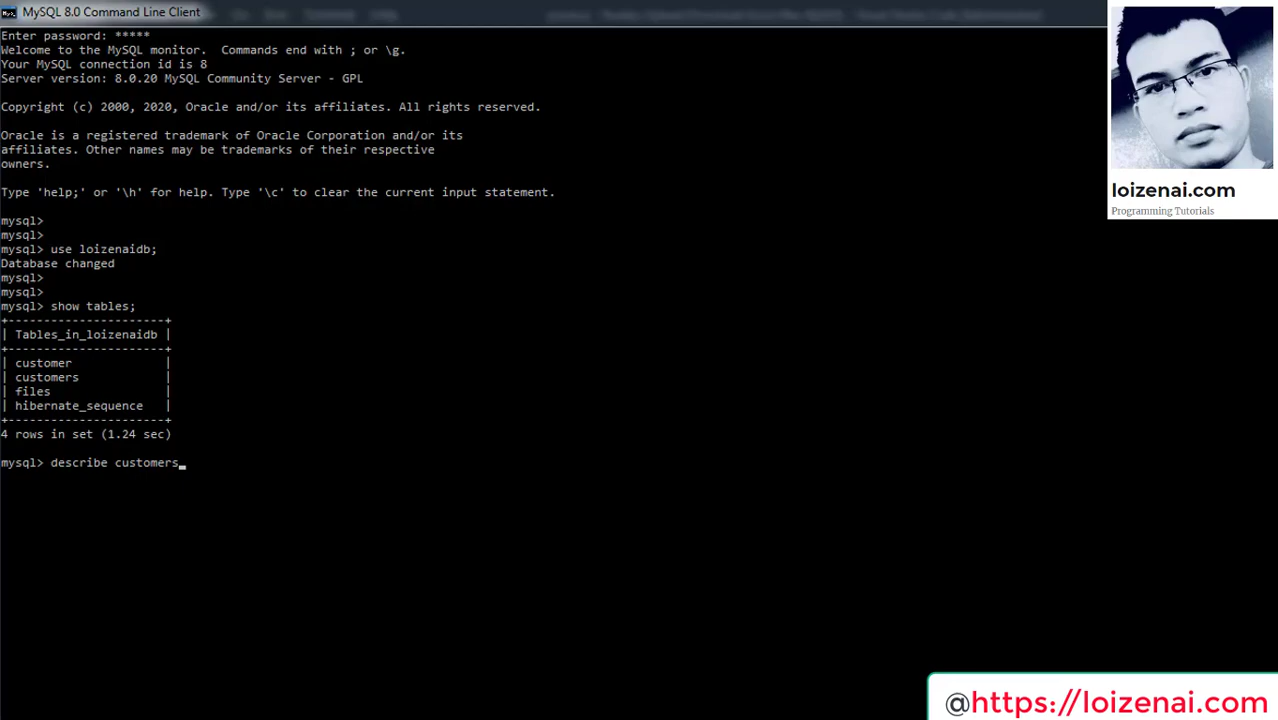 MySQL 8.0 Command Line Client
Enter password: *****
Welcome to the MySQL monitor.  Commands end with ; or \g.
Your MySQL connection id is 8
Server version: 8.0.20 MySQL Community Server - GPL
Copyright (c) 2000, 2020, Oracle and/or its affiliates. All rights reserved.
Oracle is a registered trademark of Oracle Corporation and/or its
affiliates. Other names may be trademarks of their respective
owners.
Type 'help;' or '\h' for help. Type '\c' to clear the current input statement.
mysql>
mysql>
mysql> use loizenaidb;
Database changed
mysql>
mysql>
mysql> show tables;
+----------------------+
| Tables_in_loizenaidb |
+----------------------+
| customer             |
| customers            |
| files                |
| hibernate_sequence   |
+----------------------+
4 rows in set (1.24 sec)
mysql> describe customers_
loizenai.com
Programming Tutorials
@https://loizenai.com